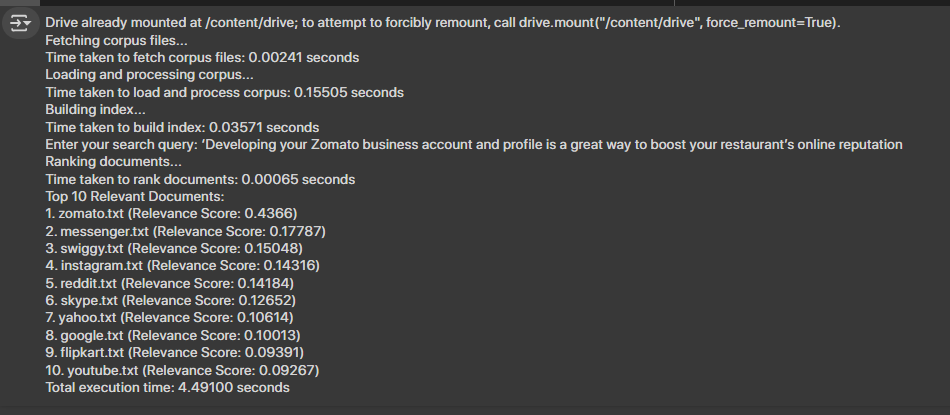 Drive already mounted at /content/drive; to attempt to forcibly remount, call drive.mount("/content/drive", force_remount=True).
Fetching corpus files...
Time taken to fetch corpus files: 0.00241 seconds
Loading and processing corpus...
Time taken to load and process corpus: 0.15505 seconds
Building index...
Time taken to build index: 0.03571 seconds
Enter your search query: ‘Developing your Zomato business account and profile is a great way to boost your restaurant’s online reputation
Ranking documents...
Time taken to rank documents: 0.00065 seconds
Top 10 Relevant Documents:
1. zomato.txt (Relevance Score: 0.4366)
2. messenger.txt (Relevance Score: 0.17787)
3. swiggy.txt (Relevance Score: 0.15048)
4. instagram.txt (Relevance Score: 0.14316)
5. reddit.txt (Relevance Score: 0.14184)
6. skype.txt (Relevance Score: 0.12652)
7. yahoo.txt (Relevance Score: 0.10614)
8. google.txt (Relevance Score: 0.10013)
9. flipkart.txt (Relevance Score: 0.09391)
10. youtube.txt (Relevance Score: 0.09267)
Total execution time: 4.49100 seconds